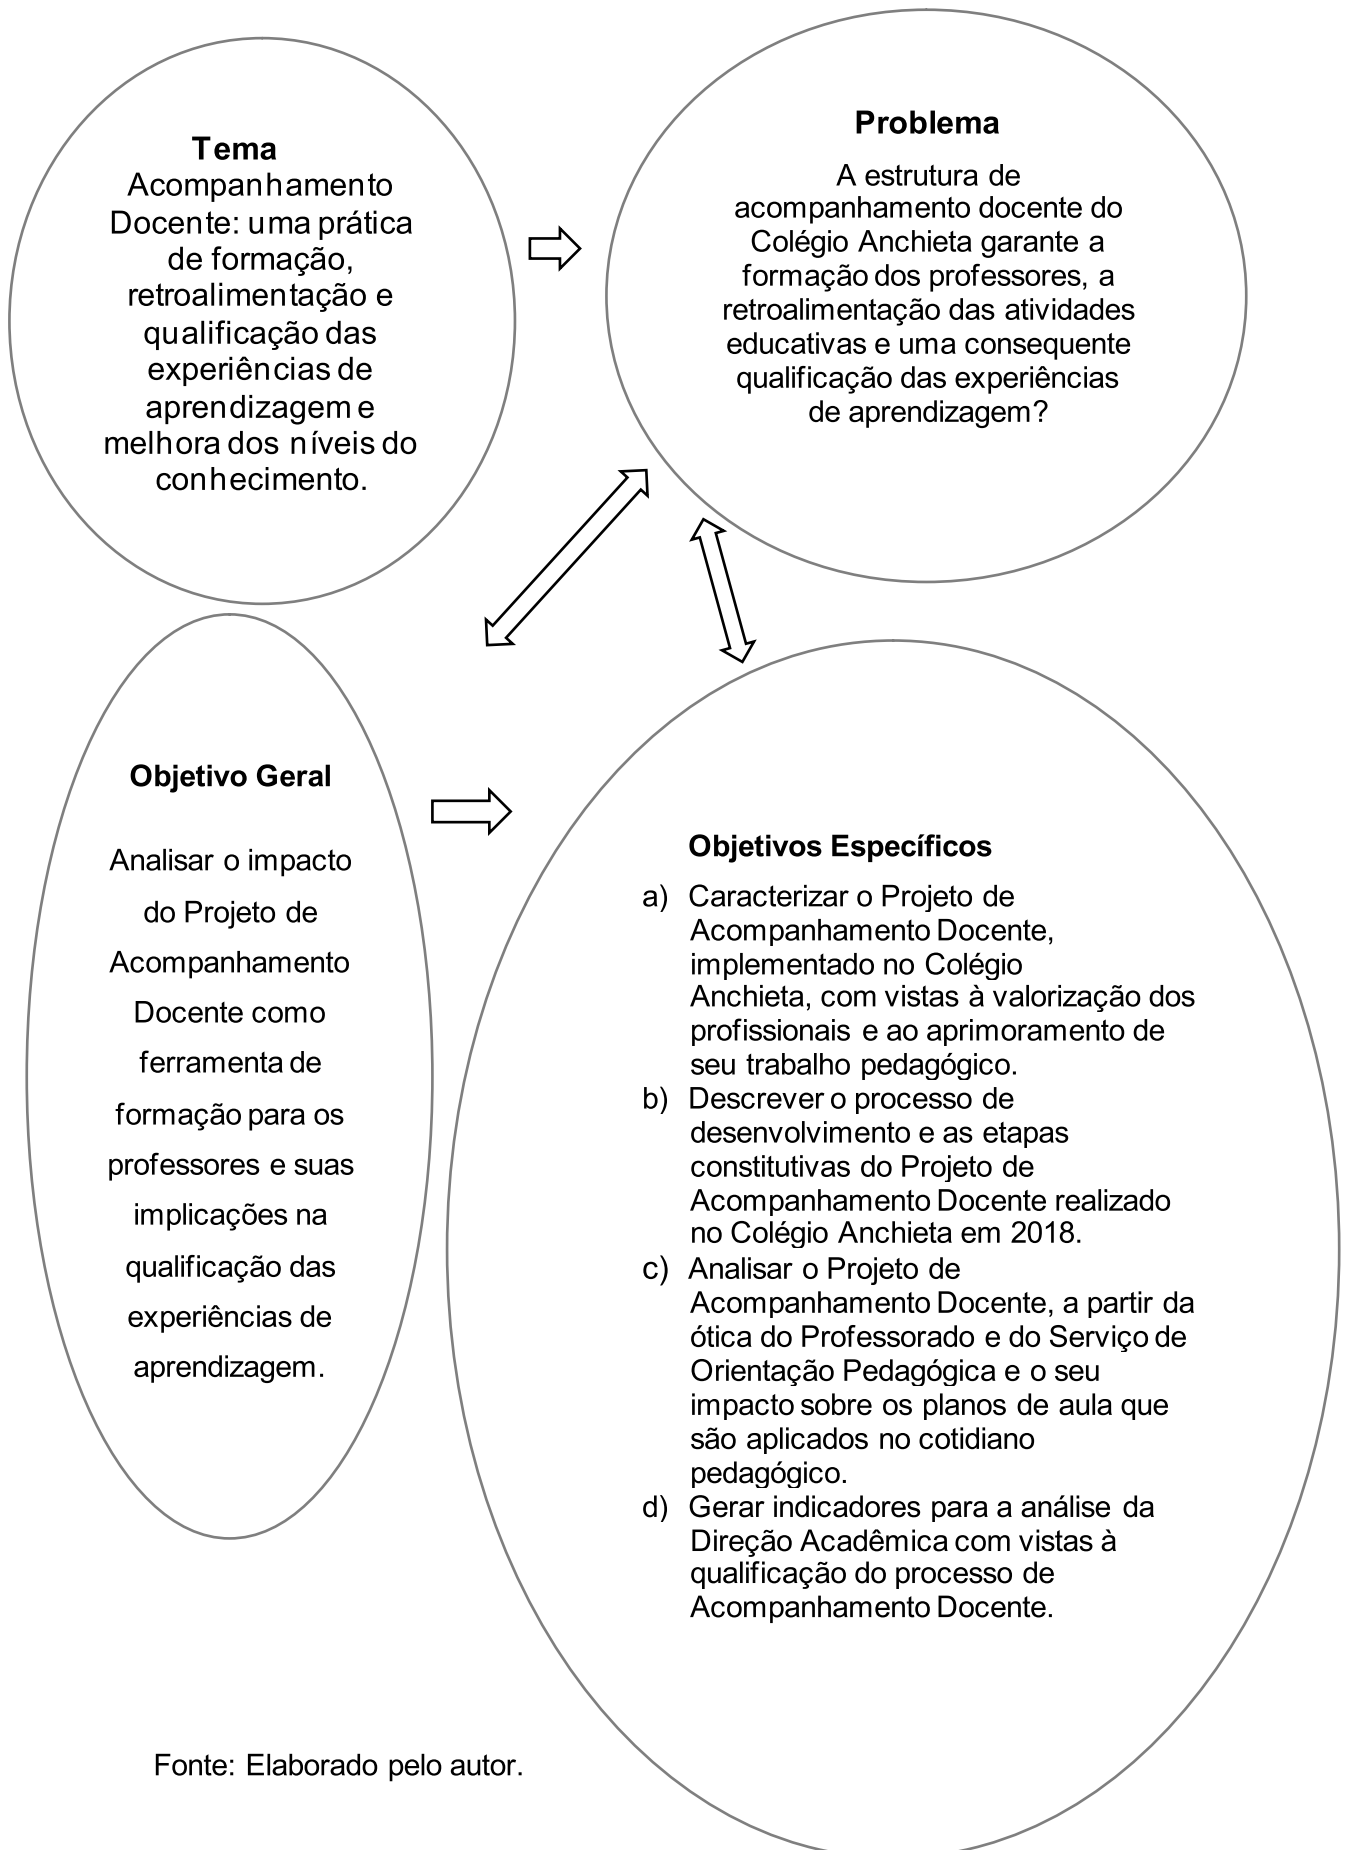 Tema
Acompanhamento
Docente: uma prática
de formação,
retroalimentação e
qualificação das
experiências de
aprendizagem e
melhora dos níveis do
conhecimento.
Problema
A estrutura de
acompanhamento docente do
Colégio Anchieta garante a
formação dos professores, a
retroalimentação das atividades
educativas e uma consequente
qualificação das experiências
de aprendizagem?
Objetivo Geral
Analisar o impacto
do Projeto de
Acompanhamento
Docente como
ferramenta de
formação para os
professores e suas
implicações na
qualificação das
experiências de
aprendizagem.
Objetivos Específicos
a) Caracterizar o Projeto de
Acompanhamento Docente,
implementado no Colégio
Anchieta, com vistas à valorização dos
profissionais e ao aprimoramento de
seu trabalho pedagógico.
b) Descrever o processo de
desenvolvimento e as etapas
constitutivas do Projeto de
Acompanhamento Docente realizado
no Colégio Anchieta em 2018.
c) Analisar o Projeto de
Acompanhamento Docente, a partir da
ótica do Professorado e do Serviço de
Orientação Pedagógica e o seu
impacto sobre os planos de aula que
são aplicados no cotidiano
pedagógico.
d) Gerar indicadores para a análise da
Direção Acadêmica com vistas à
qualificação do processo de
Acompanhamento Docente.
Fonte: Elaborado pelo autor.